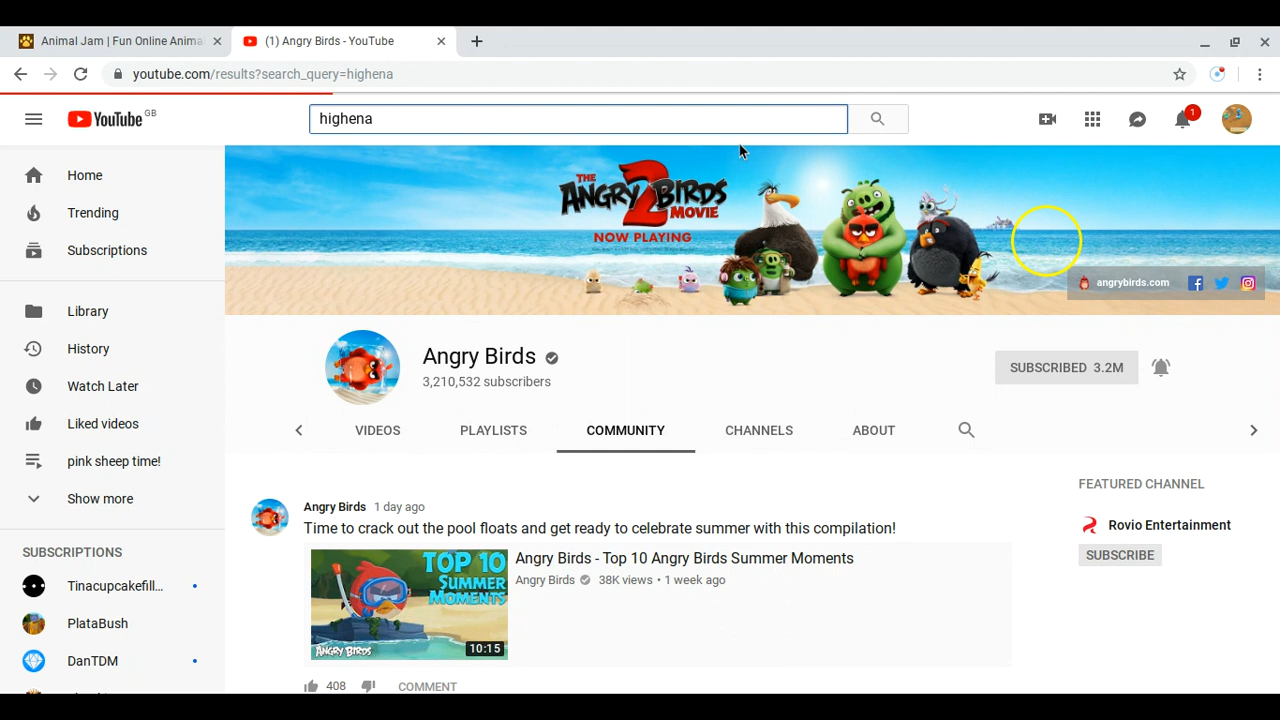 Animal Jam | Fun Online Anima
(1) Angry Birds - YouTube
youtube.com/results?search_query=highena
YouTube GB
highena
1
Home
Trending
Subscriptions
Library
History
Watch Later
Liked videos
pink sheep time!
Show more
SUBSCRIPTIONS
Tinacupcakefill...
PlataBush
DanTDM
THE
ANGRY BIRDS 2
MOVIE
NOW PLAYING
angrybirds.com
Angry Birds
3,210,532 subscribers
SUBSCRIBED 3.2M
VIDEOS PLAYLISTS COMMUNITY CHANNELS ABOUT
Angry Birds 1 day ago
Time to crack out the pool floats and get ready to celebrate summer with this compilation!
TOP 10
SUMMER
MOMENTS
ANGRY BIRDS
10:15
Angry Birds - Top 10 Angry Birds Summer Moments
Angry Birds 38K views • 1 week ago
408 COMMENT
FEATURED CHANNEL
Rovio Entertainment
SUBSCRIBE